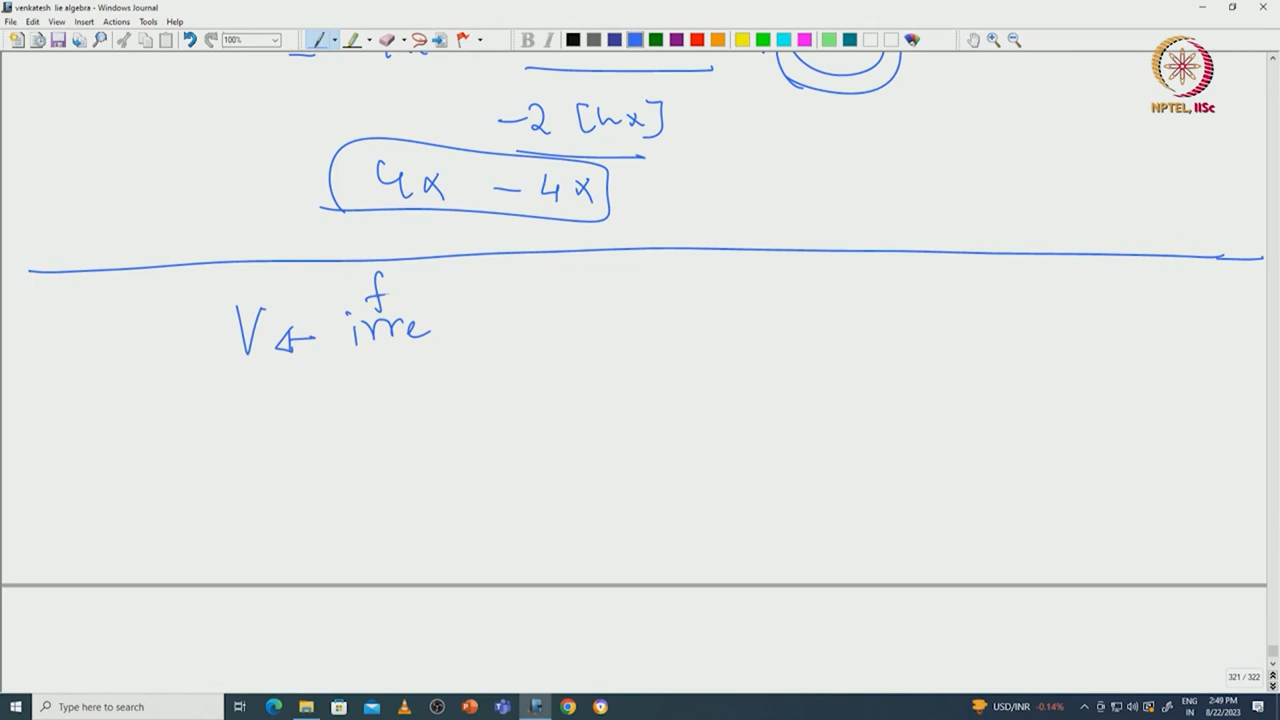 venkatesh lie algebra - Windows Journal
File Edit View Insert Actions Tools Help
100%
B I
NPTEL, IISc
-2 [hx]
4x - 4x
f
V ← irre
321 / 322
Type here to search
USD/INR -0.14%
ENG
IN
2:49 PM
8/22/2023